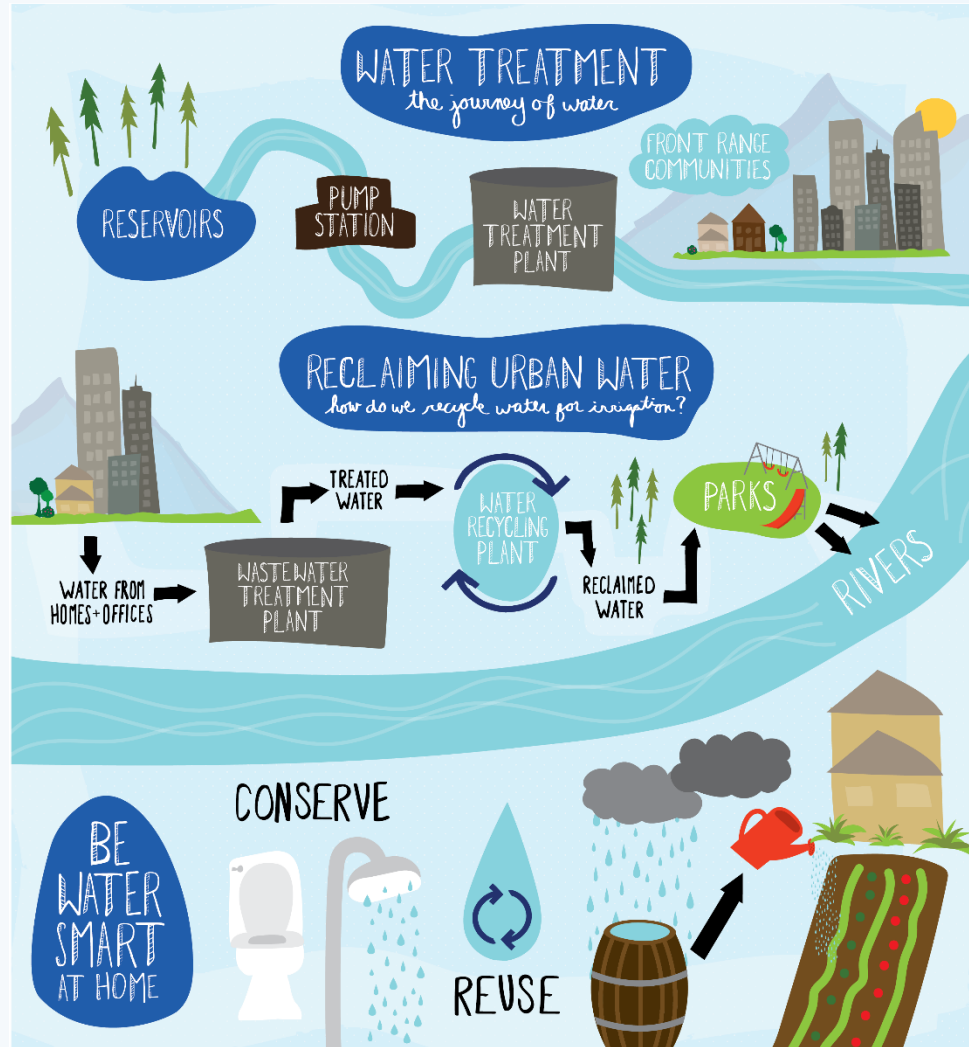 WATER TREATMENT
the journey of water
FRONT RANGE
COMMUNITIES
RESERVOIRS
PUMP
STATION
WATER
TREATMENT
PLANT
RECLAIMING URBAN WATER
how do we recycle water for irrigation?
WATER FROM
HOMES+OFFICES
WASTEWATER
TREATMENT
PLANT
TREATED
WATER
WATER
RECYCLING
PLANT
RECLAIMED
WATER
PARKS
RIVERS
BE
WATER
SMART
AT HOME
CONSERVE
REUSE